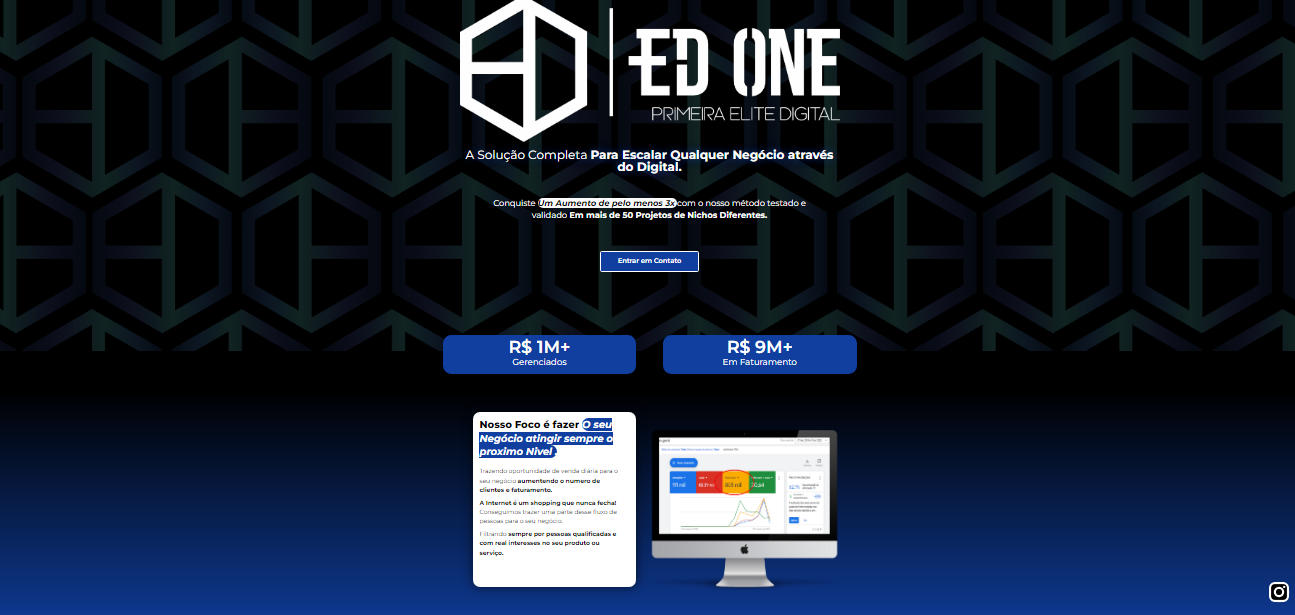 ED ONE
PRIMEIRA ELITE DIGITAL
A Solução Completa Para Escalar Qualquer Negócio através
do Digital.
Conquiste Um Aumento de pelo menos 3x com o nosso método testado e
validado Em mais de 50 Projetos de Nichos Diferentes.
Entrar em Contato
R$ 1M+
Gerenciados
R$ 9M+
Em Faturamento
Nosso Foco é fazer O seu
Negócio atingir sempre o
proximo Nivel.
Trazendo oportunidade de venda diária para o
seu negócio aumentando o numero de
clientes e faturamento.
A Internet é um shopping que nunca fecha!
Conseguimos trazer uma parte desse fluxo de
pessoas para o seu negócio.
Filtrando sempre por pessoas qualificadas e
com real interesses no seu produto ou
serviço.